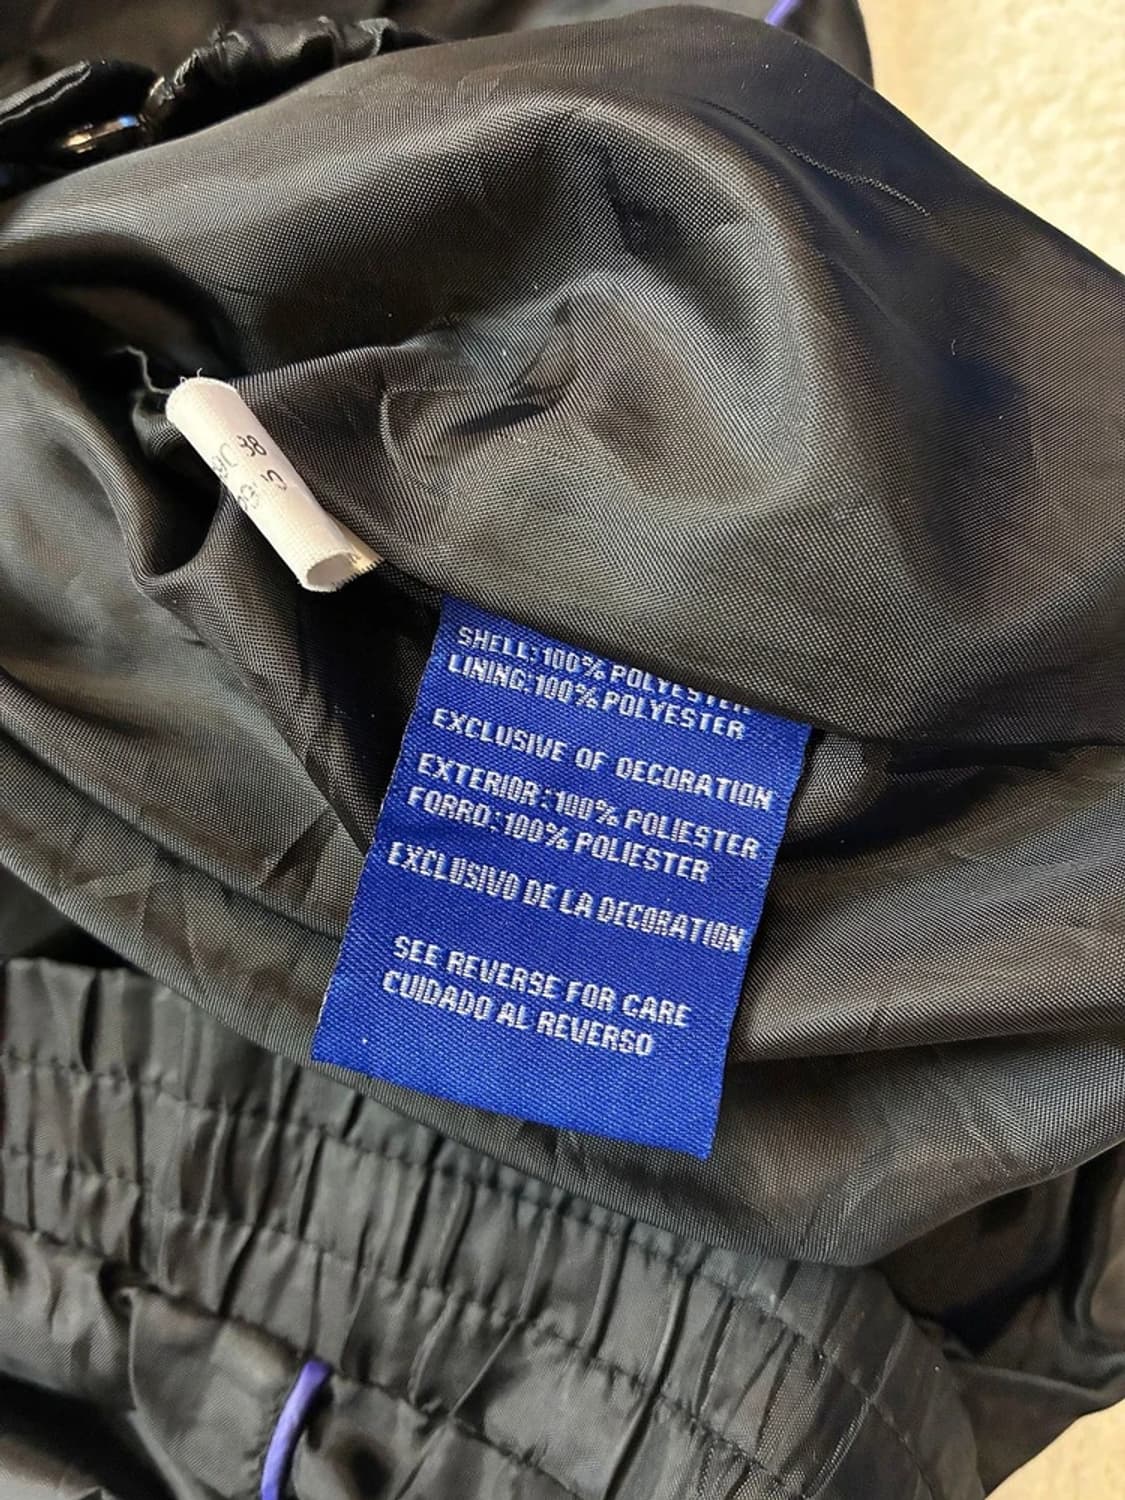 38
SHELL:100% POLYESTER
LINING:100% POLYESTER
EXCLUSIVE OF DECORATION
EXTERIOR:100% POLIESTER
FORRO:100% POLIESTER
EXCLUSIVO DE LA DECORATION
SEE REVERSE FOR CARE
CUIDADO AL REVERSO